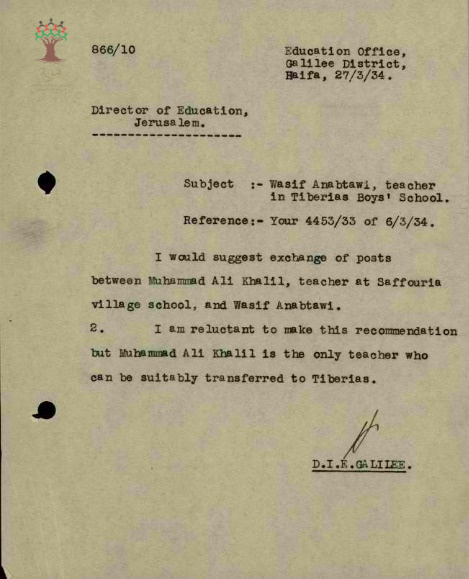 866/10
Education Office,
Galilee District,
Haifa, 27/3/34.
Director of Education,
Jerusalem.
Subject :- Wasif Anabtawi, teacher
in Tiberias Boys' School.
Reference:- Your 4453/33 of 6/3/34.
I would suggest exchange of posts
between Muhammad Ali Khalil, teacher at Saffouria
village school, and Wasif Anabtawi.
2. I am reluctant to make this recommendation
but Muhammad Ali Khalil is the only teacher who
can be suitably transferred to Tiberias.
D.I.E.GALILEE.